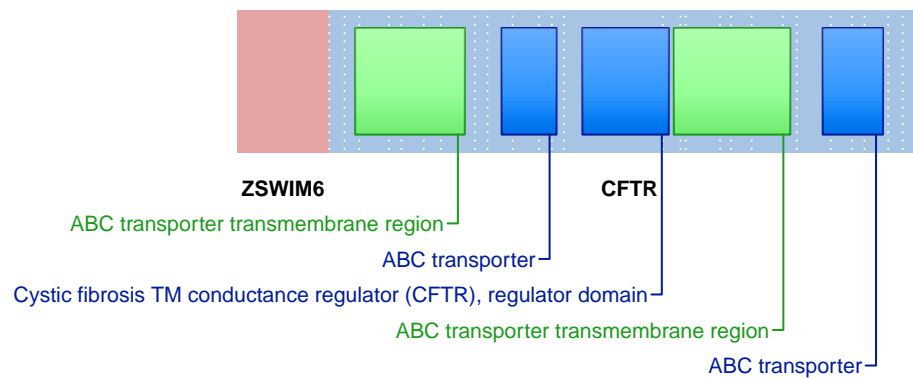 ZSWIM6
CFTR
ABC transporter transmembrane region
ABC transporter
Cystic fibrosis TM conductance regulator (CFTR), regulator domain
ABC transporter transmembrane region
ABC transporter